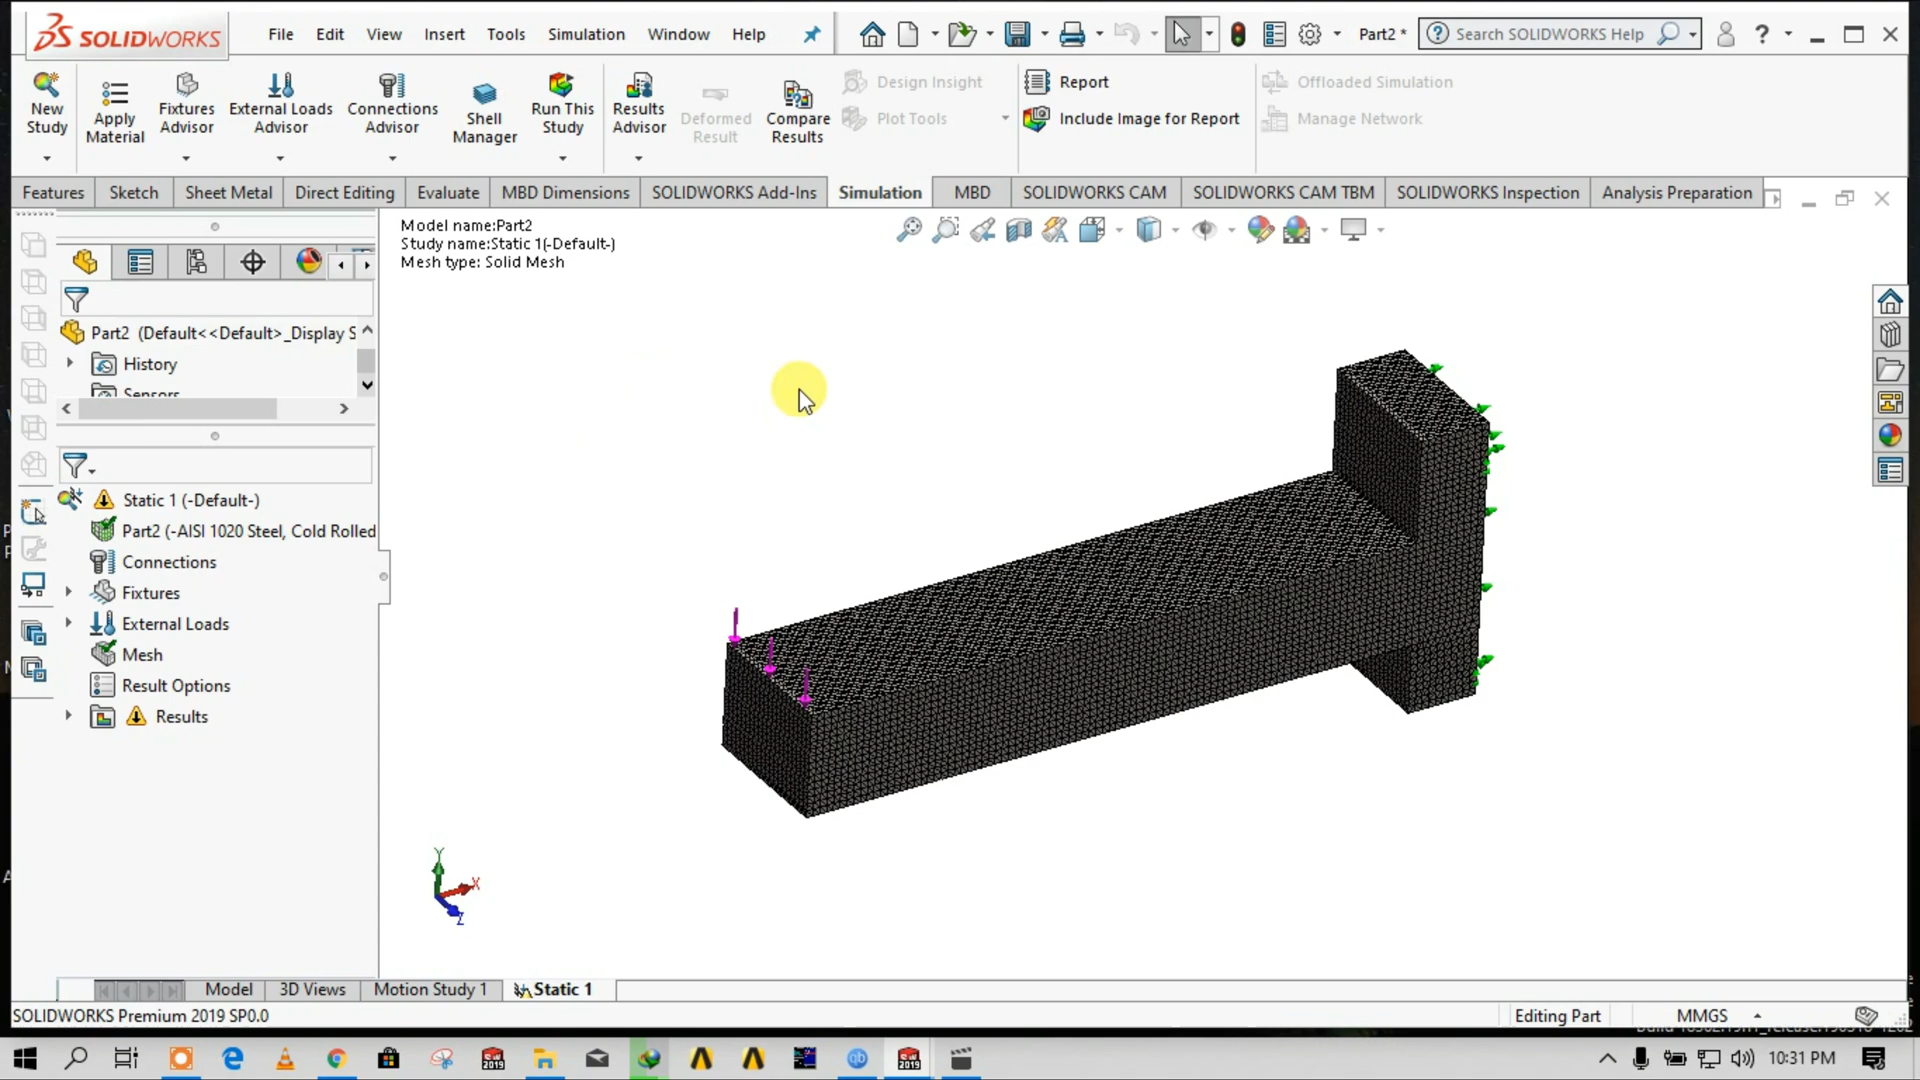 SOLIDWORKS
File Edit View Insert Tools Simulation Window Help
Part2 *
Search SOLIDWORKS Help
New Study
Apply Material
Fixtures Advisor
External Loads Advisor
Connections Advisor
Shell Manager
Run This Study
Results Advisor
Deformed Result
Compare Results
Design Insight
Plot Tools
Report
Include Image for Report
Offloaded Simulation
Manage Network
Features Sketch Sheet Metal Direct Editing Evaluate MBD Dimensions SOLIDWORKS Add-Ins Simulation MBD SOLIDWORKS CAM SOLIDWORKS CAM TBM SOLIDWORKS Inspection Analysis Preparation
Model name:Part2
Study name:Static 1(-Default-)
Mesh type: Solid Mesh
Part2 (Default<<Default>_Display S
History
Sensors
Static 1 (-Default-)
Part2 (-AISI 1020 Steel, Cold Rolled
Connections
Fixtures
External Loads
Mesh
Result Options
Results
Y
X
Z
Model 3D Views Motion Study 1 Static 1
SOLIDWORKS Premium 2019 SP0.0
Editing Part
MMGS
10:31 PM